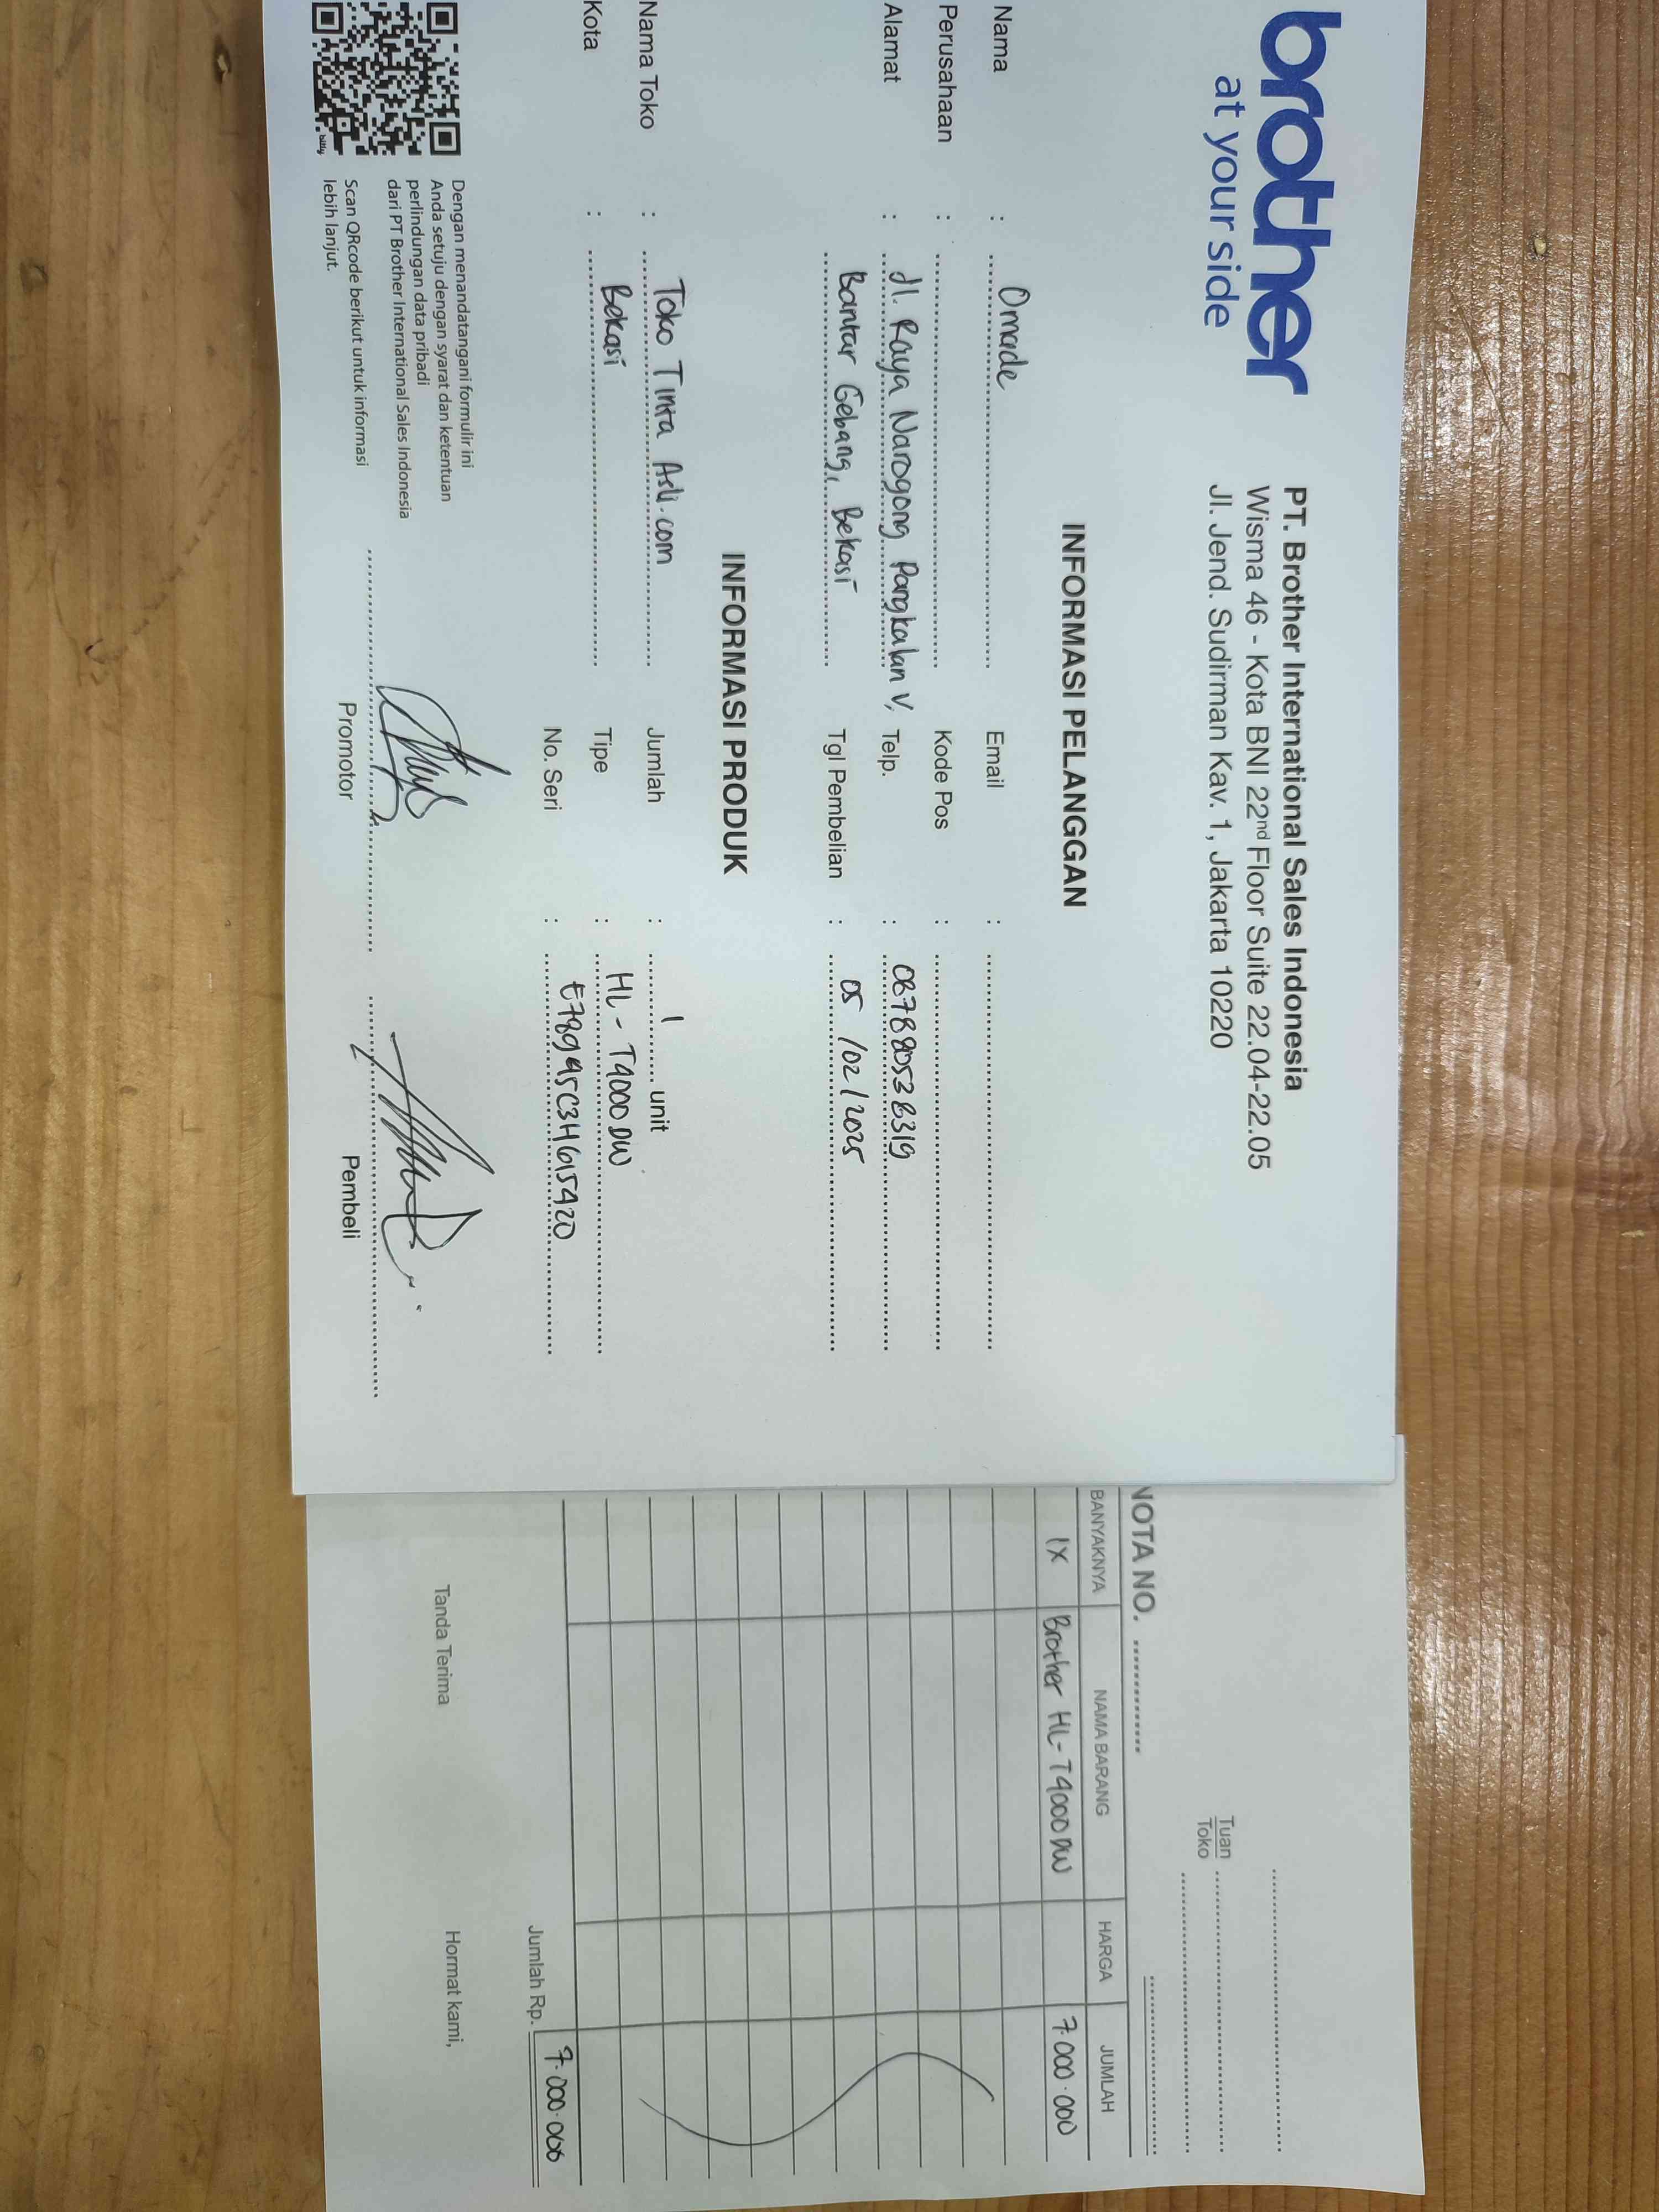 brother
at your side
PT. Brother International Sales Indonesia
Wisma 46 - Kota BNI 22nd Floor Suite 22.04-22.05
Jl. Jend. Sudirman Kav. 1, Jakarta 10220
INFORMASI PELANGGAN
Nama : Omade
Email :
Perusahaan :
Kode Pos :
Alamat : Jl. Raya Narogong Pangkalan V,
Bantar Gebang, Bekasi
Telp. : 087880538319
Tgl Pembelian : 05 /02/2025
INFORMASI PRODUK
Nama Toko : Toko Tinta Asli.com
Kota : Bekasi
Jumlah : 1 unit
Tipe : HL-T4000DW
No. Seri : E78995C3H615420
Dengan menandatangani formulir ini
Anda setuju dengan syarat dan ketentuan
perlindungan data pribadi
dari PT Brother International Sales Indonesia
Scan QRcode berikut untuk informasi
lebih lanjut.
bitly
Promotor
Pembeli
Tuan
Toko
NOTA NO.
BANYAKNYA NAMA BARANG HARGA JUMLAH
1X Brother HL-T4000DW 7.000.000
Jumlah Rp. 7.000.000
Tanda Terima
Hormat kami,